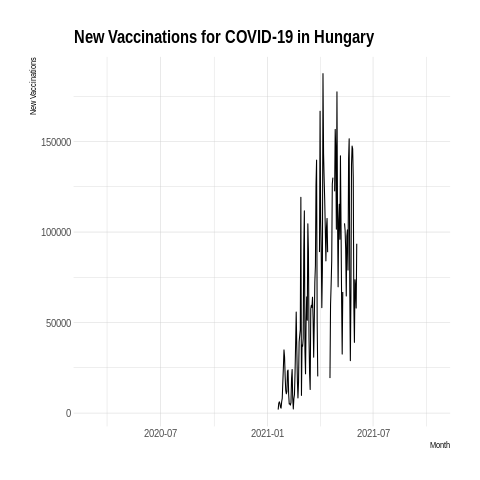 New Vaccinations for COVID-19 in Hungary
New Vaccinations
150000
100000
50000
0
2020-07 2021-01 2021-07
Month